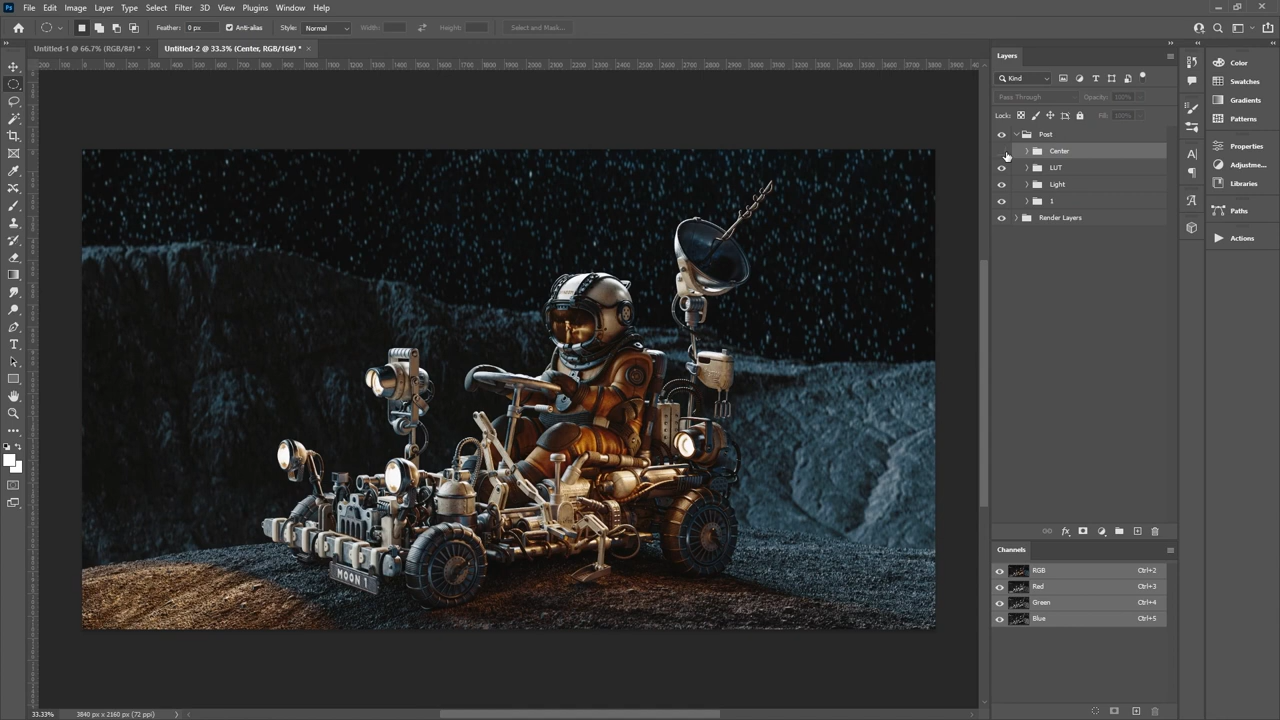 File Edit Image Layer Type Select Filter 3D View Plugins Window Help
Feather: 0 px Anti-alias Style: Normal Width: Height: Select and Mask...
Untitled-1 @ 66.7% (RGB/8#) * × Untitled-2 @ 33.3% (Center, RGB/16#) * ×
Layers
Kind
Pass Through Opacity: 100%
Lock: Fill: 100%
Post
Center
LUT
Light
1
Render Layers
Color
Swatches
Gradients
Patterns
Properties
Adjustme...
Libraries
Paths
Actions
MOON 1
Channels
RGB Ctrl+2
Red Ctrl+3
Green Ctrl+4
Blue Ctrl+5
33.33% 3840 px x 2160 px (72 ppi)